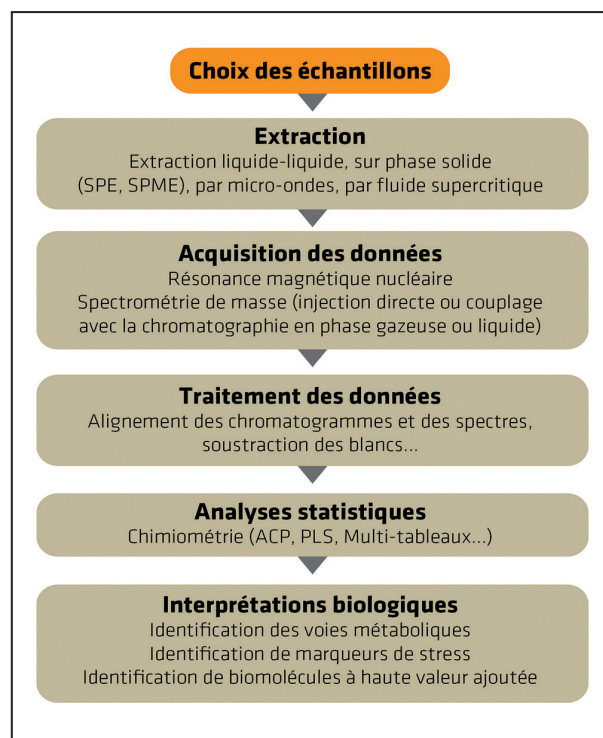 Choix des échantillons
Extraction
Extraction liquide-liquide, sur phase solide
(SPE, SPME), par micro-ondes, par fluide supercritique
Acquisition des données
Résonance magnétique nucléaire
Spectrométrie de masse (injection directe ou couplage
avec la chromatographie en phase gazeuse ou liquide)
Traitement des données
Alignement des chromatogrammes et des spectres,
soustraction des blancs...
Analyses statistiques
Chimiométrie (ACP, PLS, Multi-tableaux...)
Interprétations biologiques
Identification des voies métaboliques
Identification de marqueurs de stress
Identification de biomolécules à haute valeur ajoutée